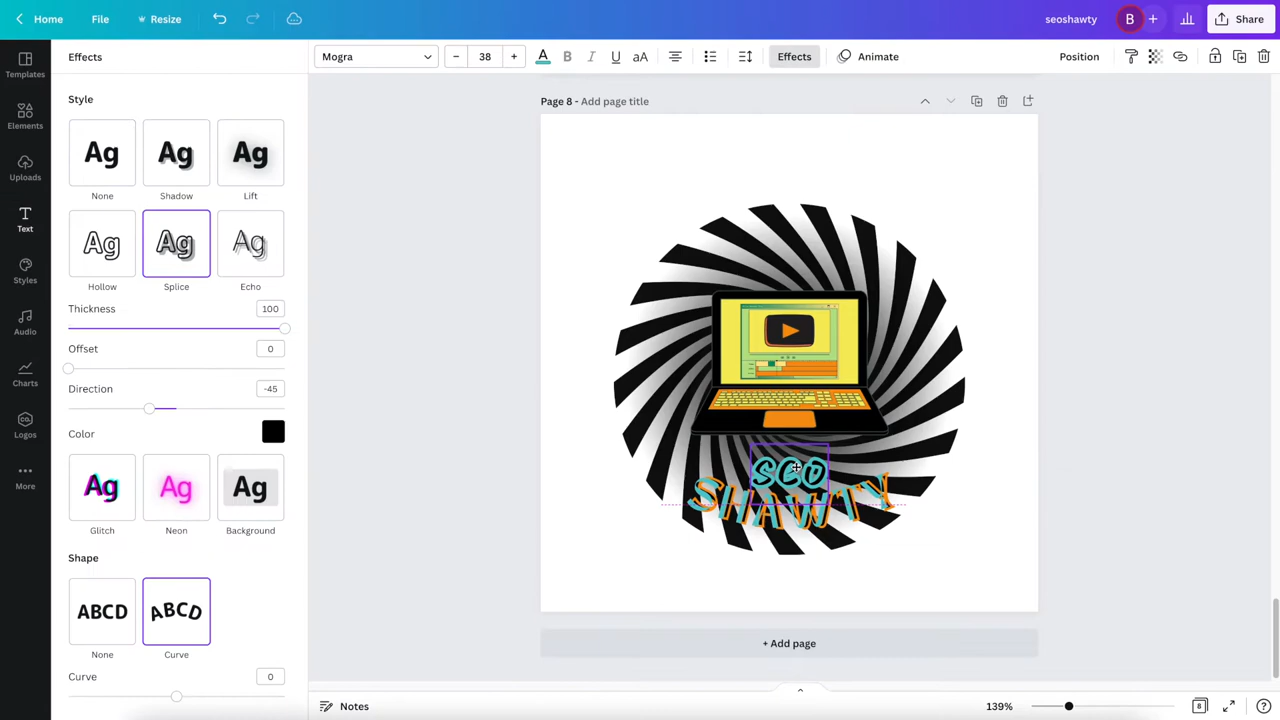 Home File Resize seoshawty B Share
Templates
Elements
Uploads
Text
Styles
Audio
Charts
CO.
Logos
More
Effects
Mogra 38 A B I U aA Effects Animate Position
Style
Ag Ag Ag
None Shadow Lift
Ag Ag Ag
Hollow Splice Echo
Thickness 100
Offset 0
Direction -45
Color
Ag Ag Ag
Glitch Neon Background
Shape
ABCD ABCD
None Curve
Curve 0
Page 8 - Add page title
SEO
SHAWTY
+ Add page
Notes 139% 8 ?